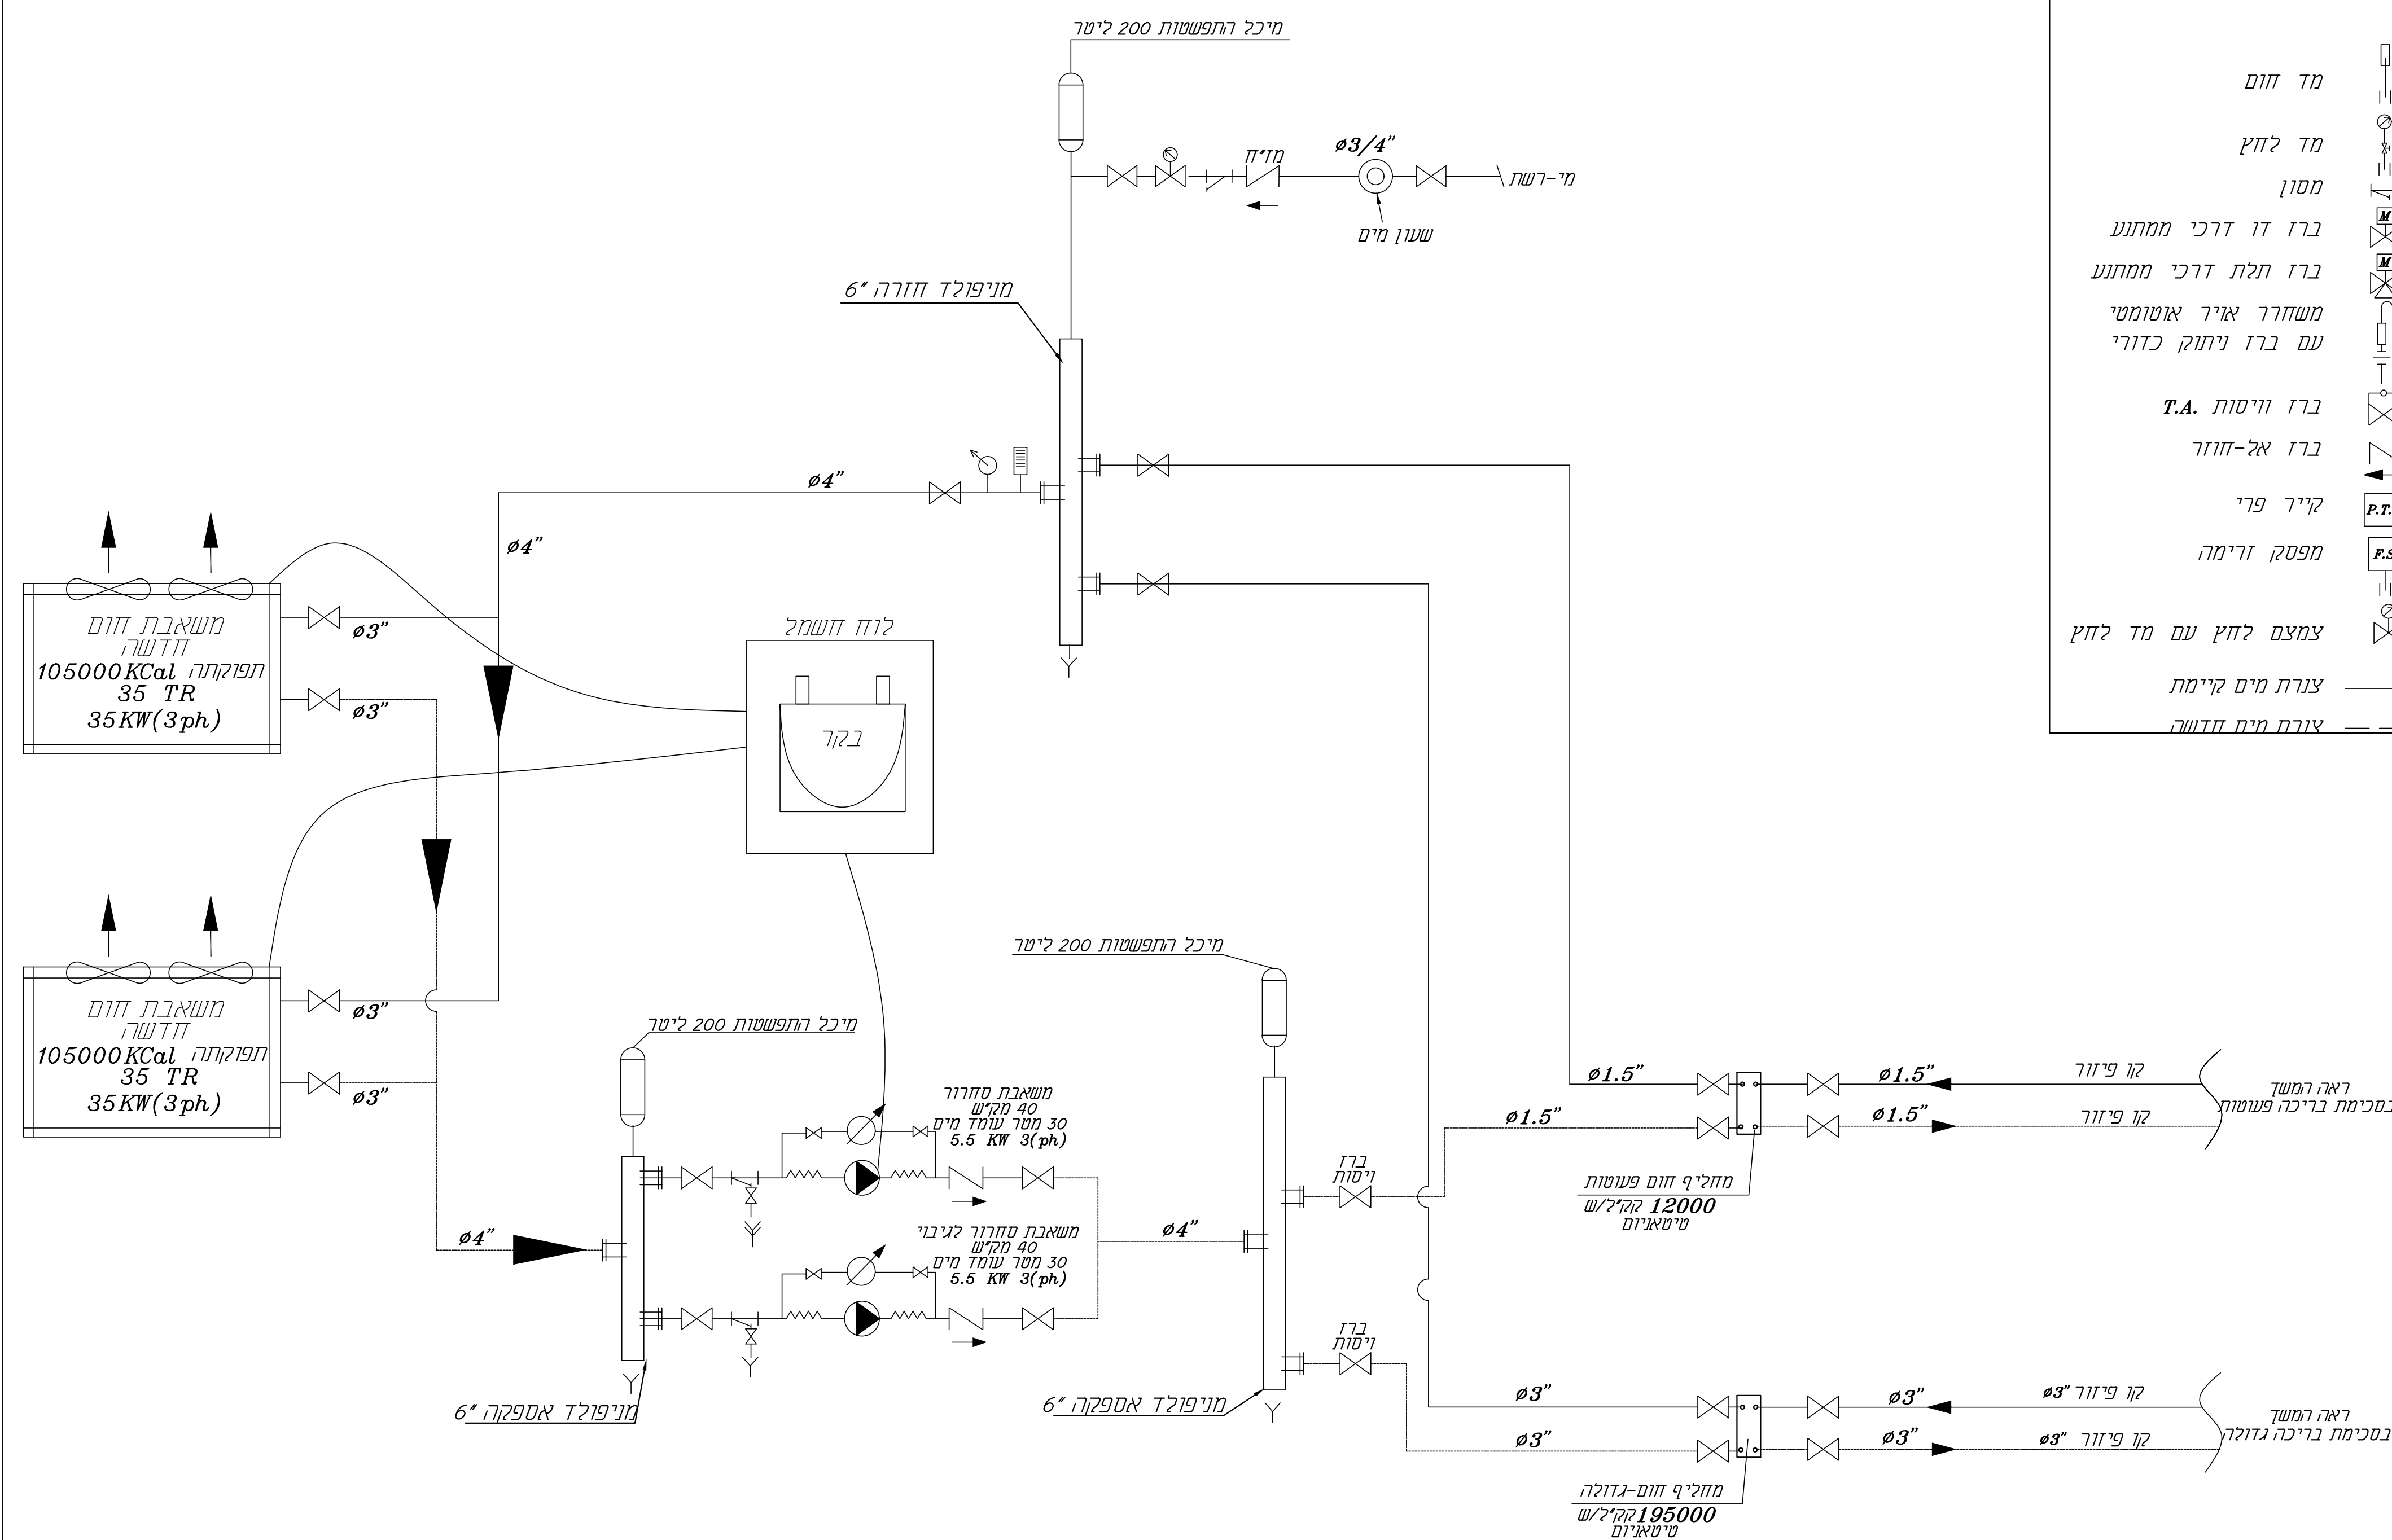 מיכל התפשטות 200 ליטר
מז"ח
ø3/4"
מי-רשת
שעון מים
מניפולד חזרה 6"
ø4"
ø4"
משאבת חום
חדשה
תפוקתה 105000KCal
35 TR
35KW(3ph)
ø3"
ø3"
לוח חשמל
בקר
משאבת חום
חדשה
תפוקתה 105000KCal
35 TR
35KW(3ph)
ø3"
ø3"
ø4"
מיכל התפשטות 200 ליטר
מניפולד אספקה 6"
משאבת סחרור
40 מק"ש
30 מטר עומד מים
5.5 KW 3(ph)
משאבת סחרור לגיבוי
40 מק"ש
30 מטר עומד מים
5.5 KW 3(ph)
ø4"
מיכל התפשטות 200 ליטר
מניפולד אספקה 6"
ברז
ויסות
ברז
ויסות
ø1.5"
ø1.5"
ø1.5"
ø1.5"
קו פיזור
קו פיזור
ראה המשך
בסכימת בריכה פעוטות
מחליף חום פעוטות
12000 קק"ל/ש
טיטאניום
ø3"
ø3"
ø3"
ø3"
קו פיזור ø3"
קו פיזור ø3"
ראה המשך
בסכימת בריכה גדולה
מחליף חום-גדולה
195000קק"ל/ש
טיטאניום
מד חום
מד לחץ
מסנן
ברז דו דרכי ממתנע
M
ברז תלת דרכי ממתנע
M
משחרר אויר אוטומטי
עם ברז ניתוק כדורי
ברז וויסות T.A.
ברז אל-חוזר
קייר פרי
P.T.
מפסק זרימה
F.S
צמצם לחץ עם מד לחץ
צנרת מים קיימת
צנרת מים חדשה